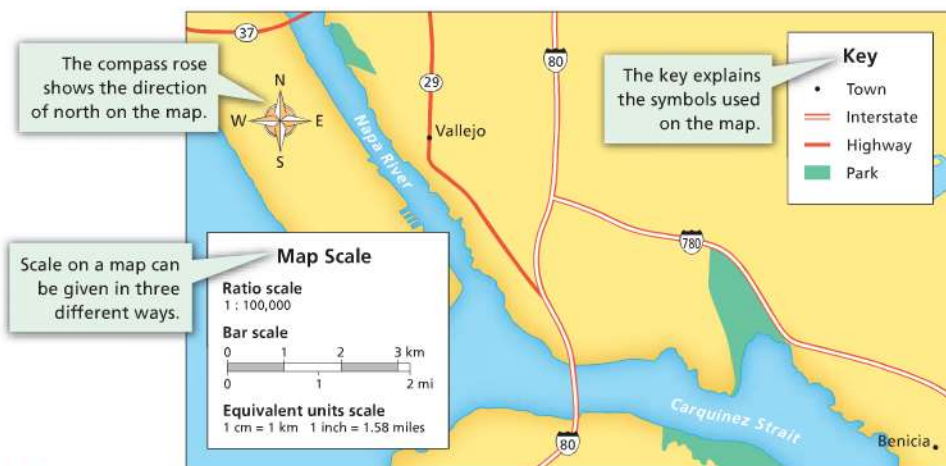 The compass rose
shows the direction
of north on the map.
37
N
W
E
S
29
80
Vallejo
Napa River
The key explains
the symbols used
on the map.
Key
Town
Interstate
Highway
Park
Scale on a map can
be given in three
different ways.
Map Scale
Ratio scale
1 : 100,000
Bar scale
0 1 2 3 km
0 1 2 mi
Equivalent units scale
1 cm = 1 km 1 inch = 1.58 miles
780
Carquinez Strait
80
Benicia